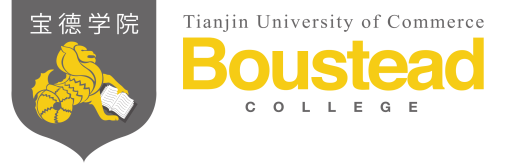 宝德学院
Tianjin University of Commerce
Boustead
COLLEGE